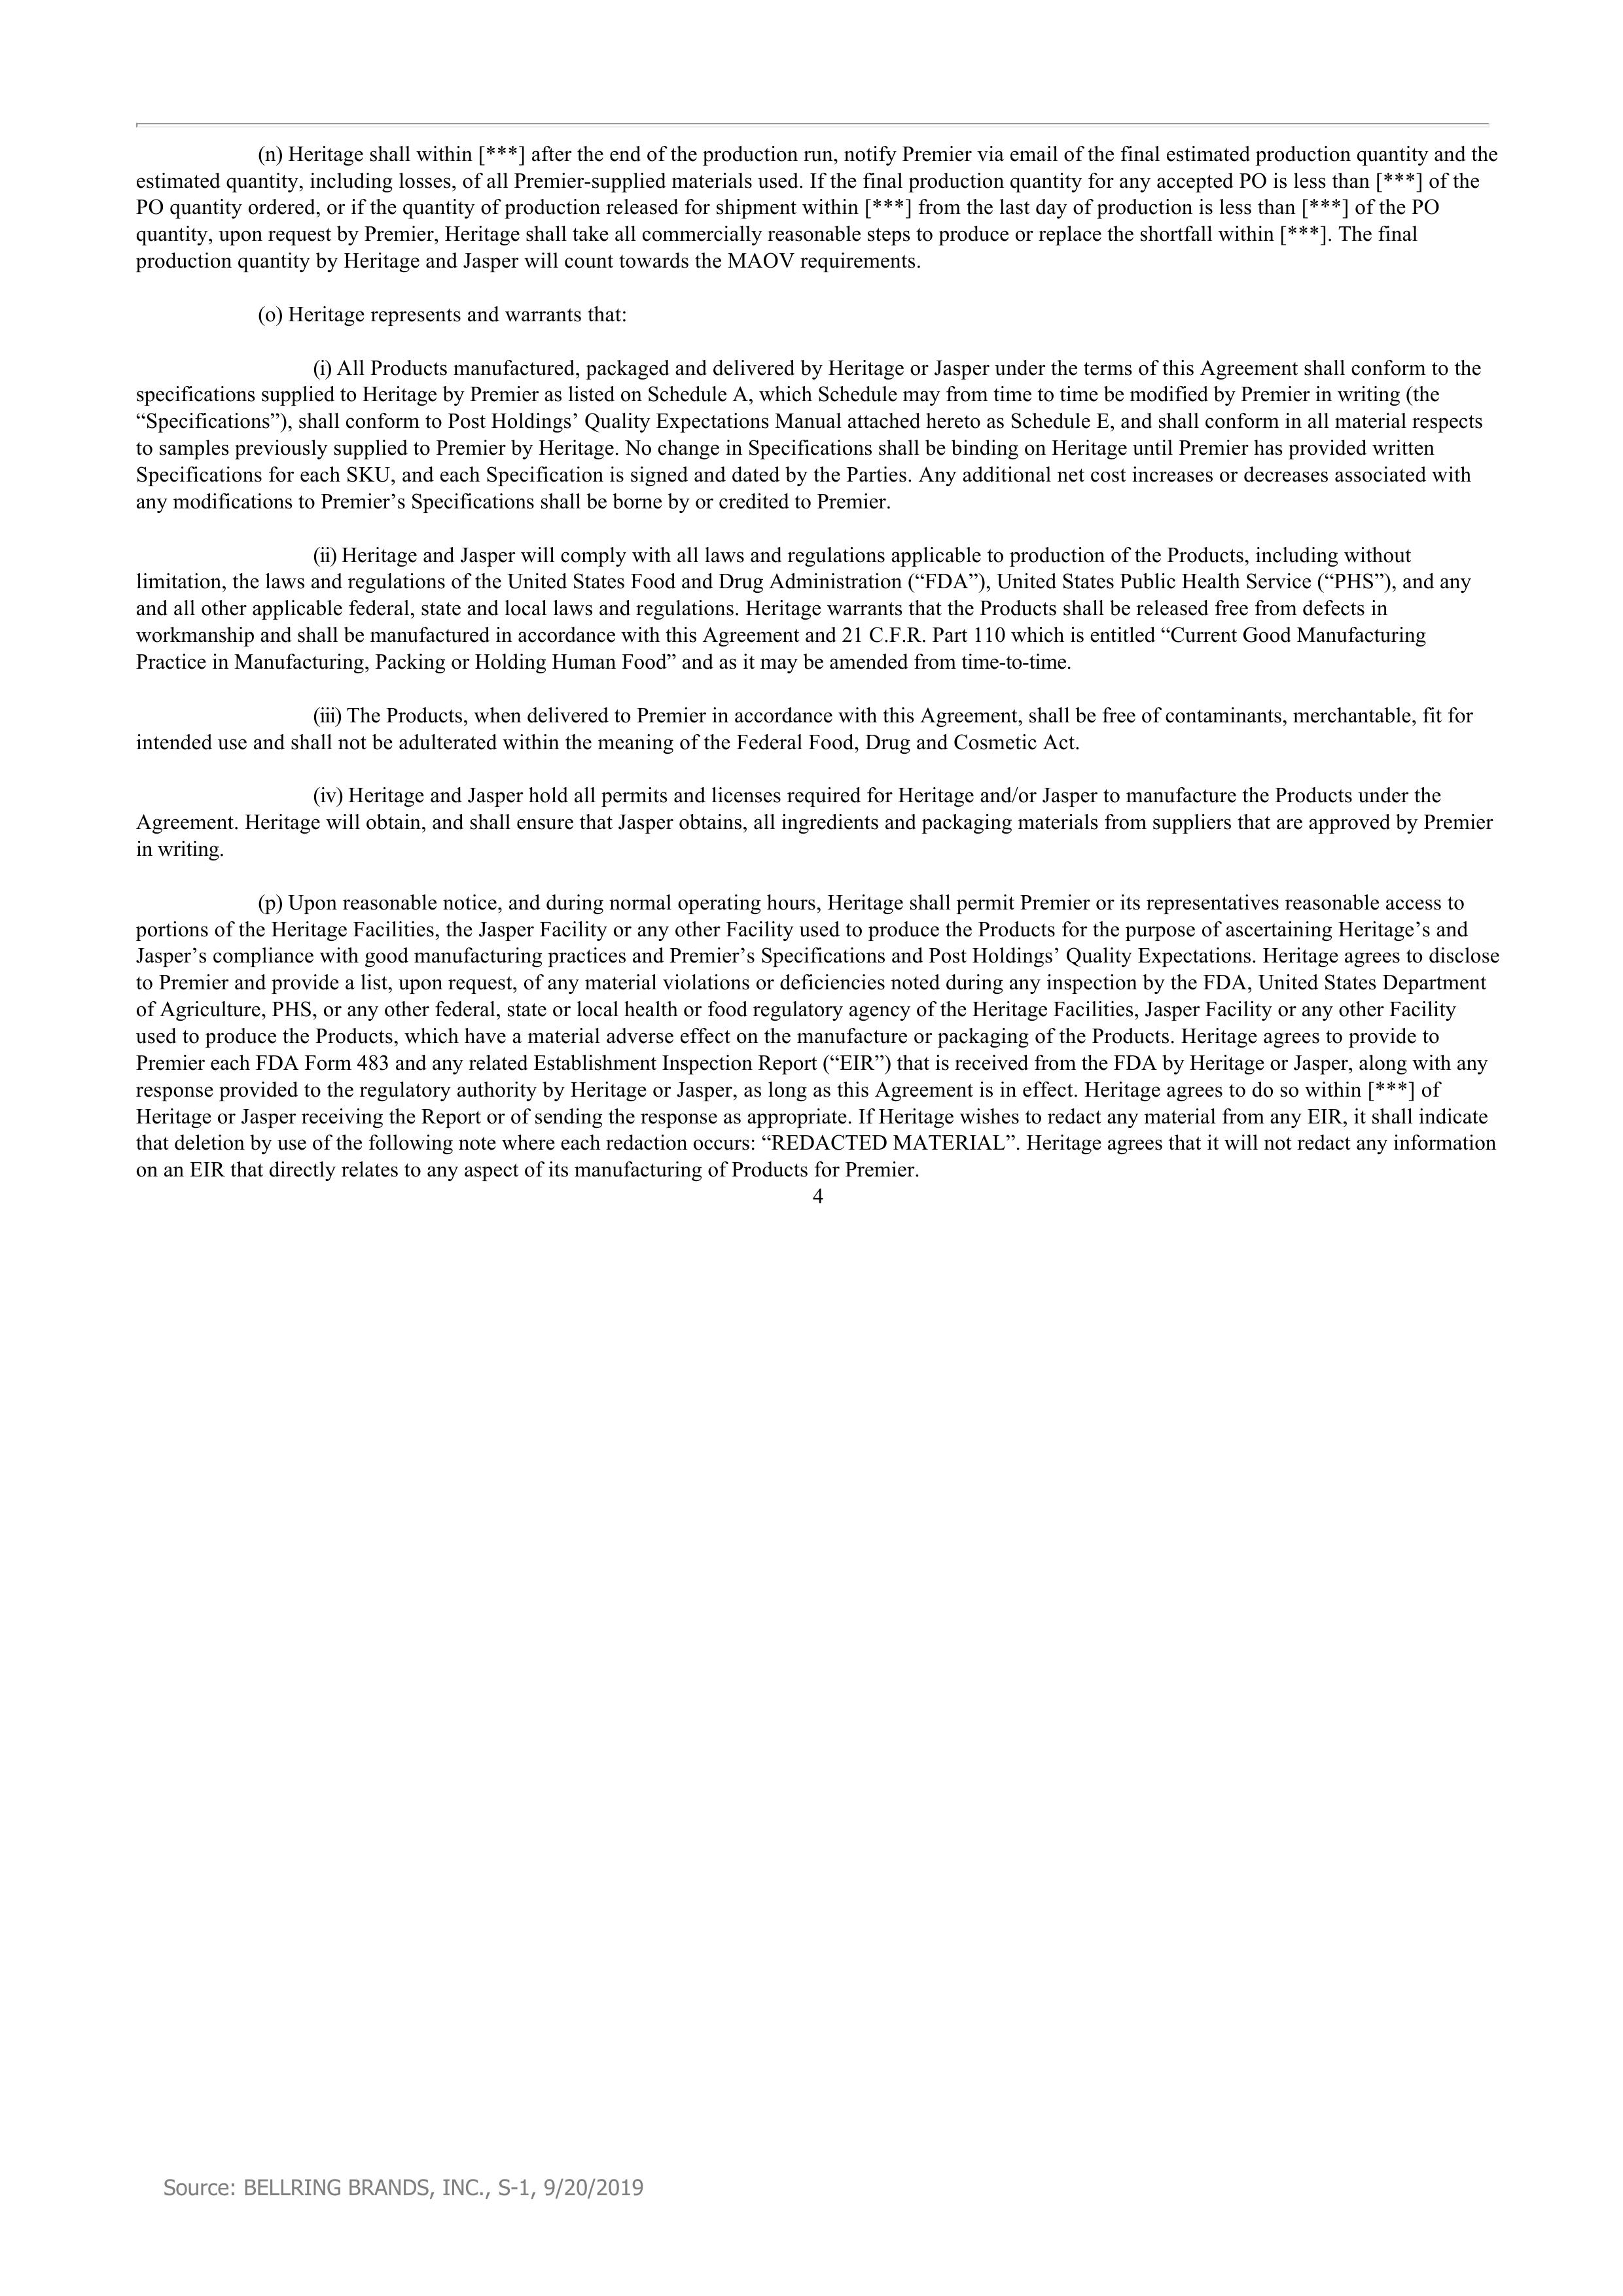 (n) Heritage shall within [***] after the end of the production run, notify Premier via email of the final estimated production quantity and the
estimated quantity, including losses, of all Premier-supplied materials used. If the final production quantity for any accepted PO is less than [***] of the
PO quantity ordered, or if the quantity of production released for shipment within [***] from the last day of production is less than [***] of the PO
quantity, upon request by Premier, Heritage shall take all commercially reasonable steps to produce or replace the shortfall within [***]. The final
production quantity by Heritage and Jasper will count towards the MAOV requirements.
(o) Heritage represents and warrants that:
(i) All Products manufactured, packaged and delivered by Heritage or Jasper under the terms of this Agreement shall conform to the
specifications supplied to Heritage by Premier as listed on Schedule A, which Schedule may from time to time be modified by Premier in writing (the
“Specifications”), shall conform to Post Holdings’ Quality Expectations Manual attached hereto as Schedule E, and shall conform in all material respects
to samples previously supplied to Premier by Heritage. No change in Specifications shall be binding on Heritage until Premier has provided written
Specifications for each SKU, and each Specification is signed and dated by the Parties. Any additional net cost increases or decreases associated with
any modifications to Premier’s Specifications shall be borne by or credited to Premier.
(ii) Heritage and Jasper will comply with all laws and regulations applicable to production of the Products, including without
limitation, the laws and regulations of the United States Food and Drug Administration (“FDA”), United States Public Health Service (“PHS”), and any
and all other applicable federal, state and local laws and regulations. Heritage warrants that the Products shall be released free from defects in
workmanship and shall be manufactured in accordance with this Agreement and 21 C.F.R. Part 110 which is entitled “Current Good Manufacturing
Practice in Manufacturing, Packing or Holding Human Food” and as it may be amended from time-to-time.
(iii) The Products, when delivered to Premier in accordance with this Agreement, shall be free of contaminants, merchantable, fit for
intended use and shall not be adulterated within the meaning of the Federal Food, Drug and Cosmetic Act.
(iv) Heritage and Jasper hold all permits and licenses required for Heritage and/or Jasper to manufacture the Products under the
Agreement. Heritage will obtain, and shall ensure that Jasper obtains, all ingredients and packaging materials from suppliers that are approved by Premier
in writing.
(p) Upon reasonable notice, and during normal operating hours, Heritage shall permit Premier or its representatives reasonable access to
portions of the Heritage Facilities, the Jasper Facility or any other Facility used to produce the Products for the purpose of ascertaining Heritage’s and
Jasper’s compliance with good manufacturing practices and Premier’s Specifications and Post Holdings’ Quality Expectations. Heritage agrees to disclose
to Premier and provide a list, upon request, of any material violations or deficiencies noted during any inspection by the FDA, United States Department
of Agriculture, PHS, or any other federal, state or local health or food regulatory agency of the Heritage Facilities, Jasper Facility or any other Facility
used to produce the Products, which have a material adverse effect on the manufacture or packaging of the Products. Heritage agrees to provide to
Premier each FDA Form 483 and any related Establishment Inspection Report (“EIR”) that is received from the FDA by Heritage or Jasper, along with any
response provided to the regulatory authority by Heritage or Jasper, as long as this Agreement is in effect. Heritage agrees to do so within [***] of
Heritage or Jasper receiving the Report or of sending the response as appropriate. If Heritage wishes to redact any material from any EIR, it shall indicate
that deletion by use of the following note where each redaction occurs: “REDACTED MATERIAL”. Heritage agrees that it will not redact any information
on an EIR that directly relates to any aspect of its manufacturing of Products for Premier.
4
Source: BELLRING BRANDS, INC., S-1, 9/20/2019